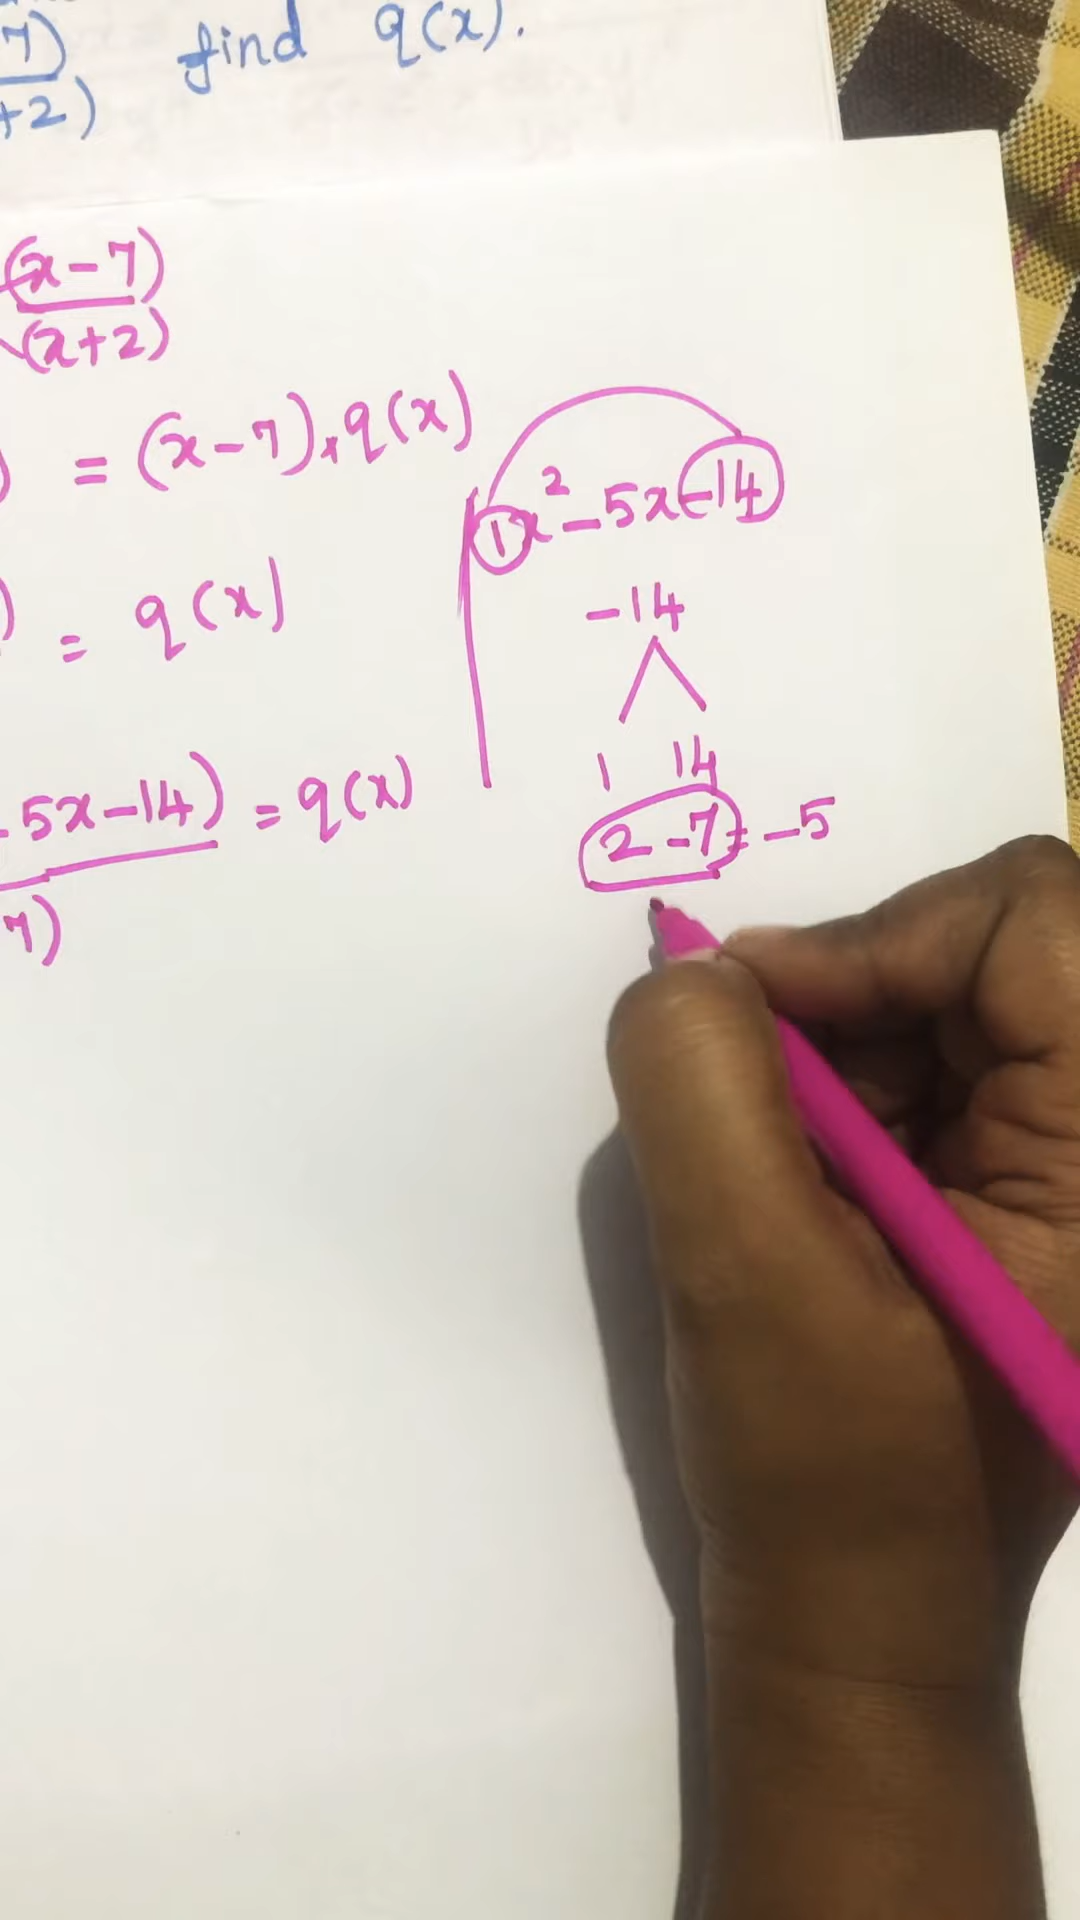 7) find q(x).
+2)
(x-7)
(x+2)
) = (x-7) × q(x)
1x² - 5x - 14
-14
) = q(x)
1 14
- 5x - 14) = q(x)
2 -7 = -5
7)